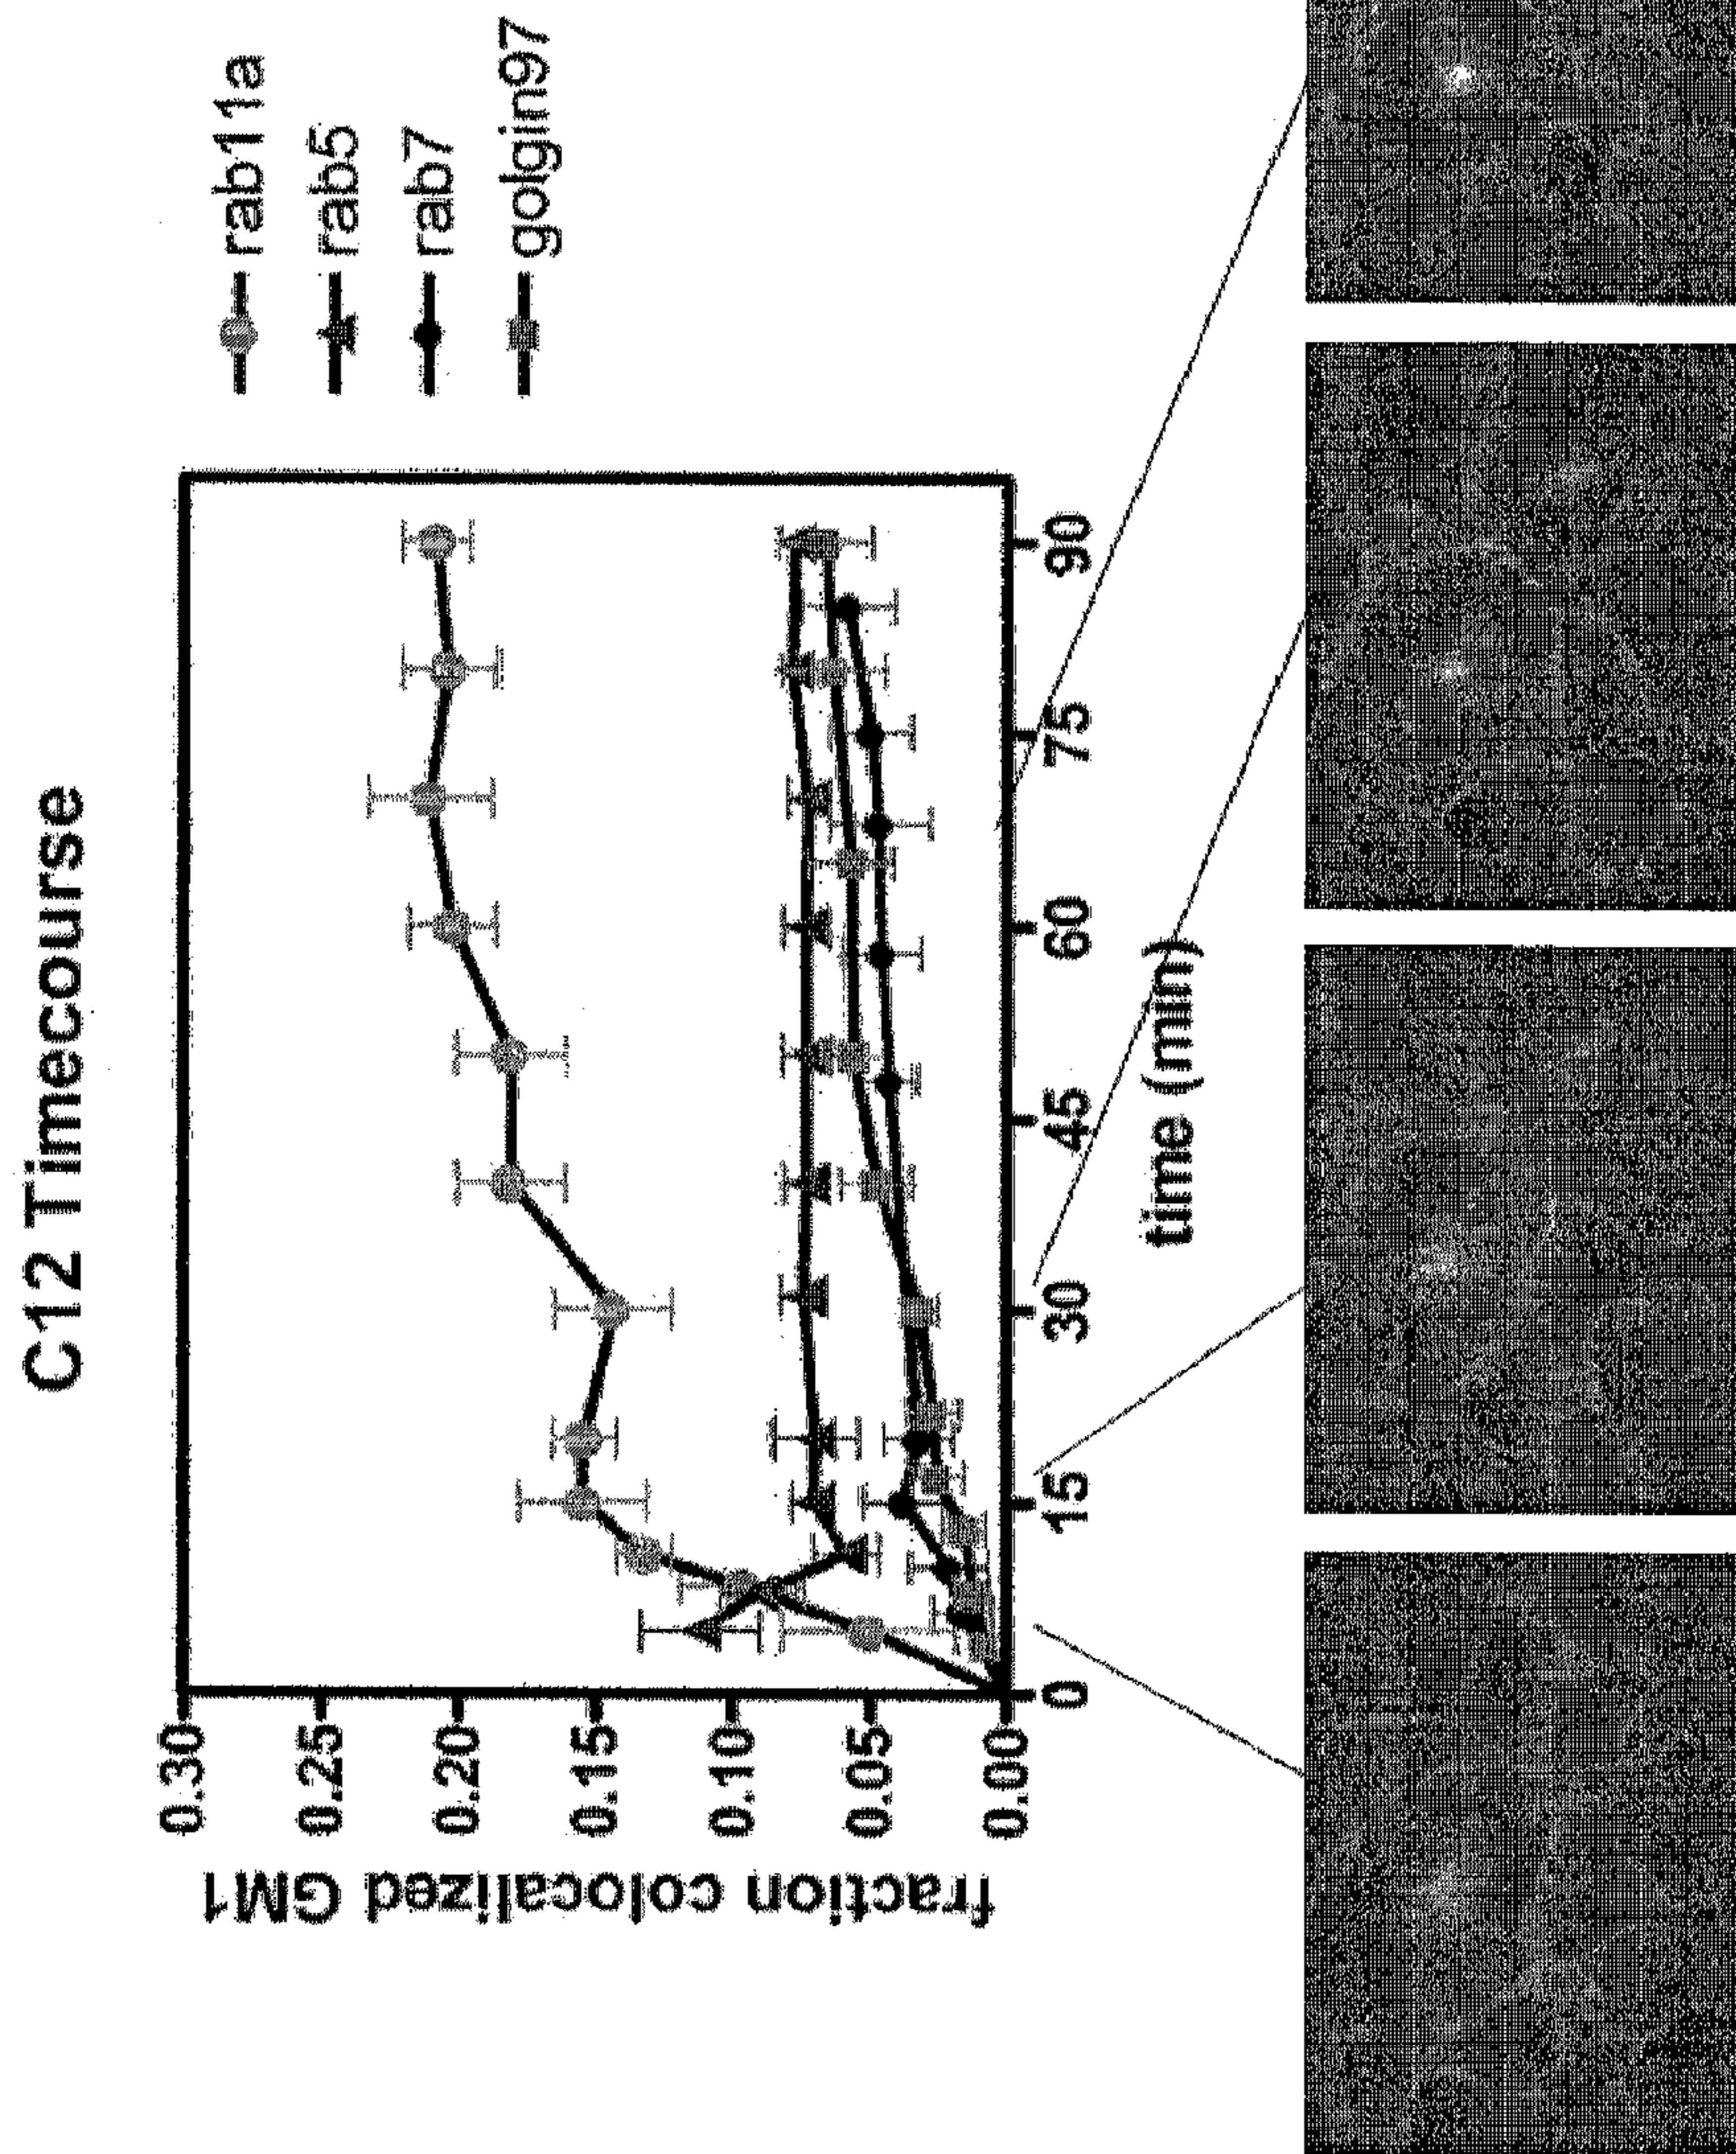 C12 Timecourse
rab11a
rab5
rab7
golgin97
fraction colocalized GM1
0.30
0.25
0.20
0.15
0.10
0.05
0.00
0
15
30
45
60
75
90
time (min)